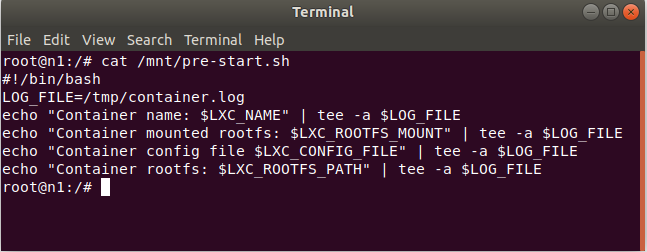 Terminal
File Edit View Search Terminal Help
root@n1:/# cat /mnt/pre-start.sh
#!/bin/bash
LOG_FILE=/tmp/container.log
echo "Container name: $LXC_NAME" | tee -a $LOG_FILE
echo "Container mounted rootfs: $LXC_ROOTFS_MOUNT" | tee -a $LOG_FILE
echo "Container config file $LXC_CONFIG_FILE" | tee -a $LOG_FILE
echo "Container rootfs: $LXC_ROOTFS_PATH" | tee -a $LOG_FILE
root@n1:/#